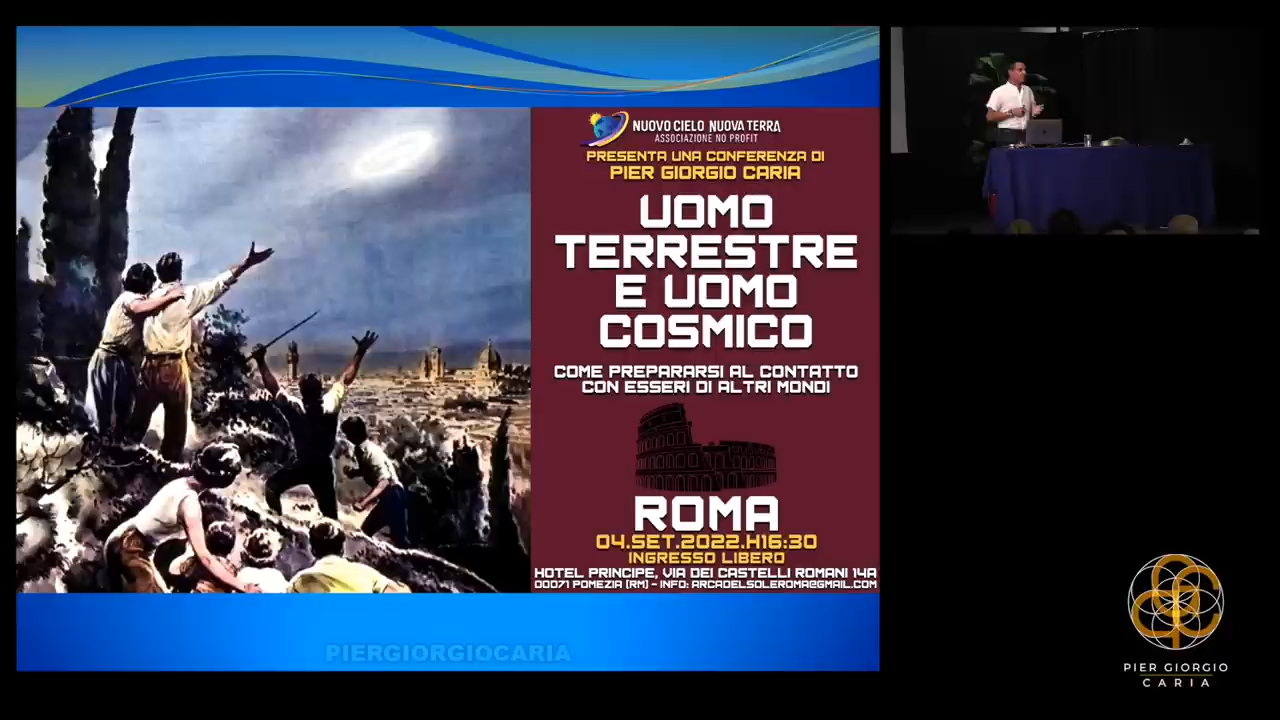 NUOVO CIELO NUOVA TERRA
ASSOCIAZIONE NO PROFIT
PRESENTA UNA CONFERENZA DI
PIER GIORGIO CARIA
UOMO
TERRESTRE
E UOMO
COSMICO
COME PREPARARSI AL CONTATTO
CON ESSERI DI ALTRI MONDI
ROMA
04.SET.2022.H16:30
INGRESSO LIBERO
HOTEL PRINCIPE, VIA DEI CASTELLI ROMANI 14A
00071 POMEZIA (RM) - INFO: ARCADELSOLEROMA@GMAIL.COM
PIERGIORGIOCARIA
PIER GIORGIO
CARIA